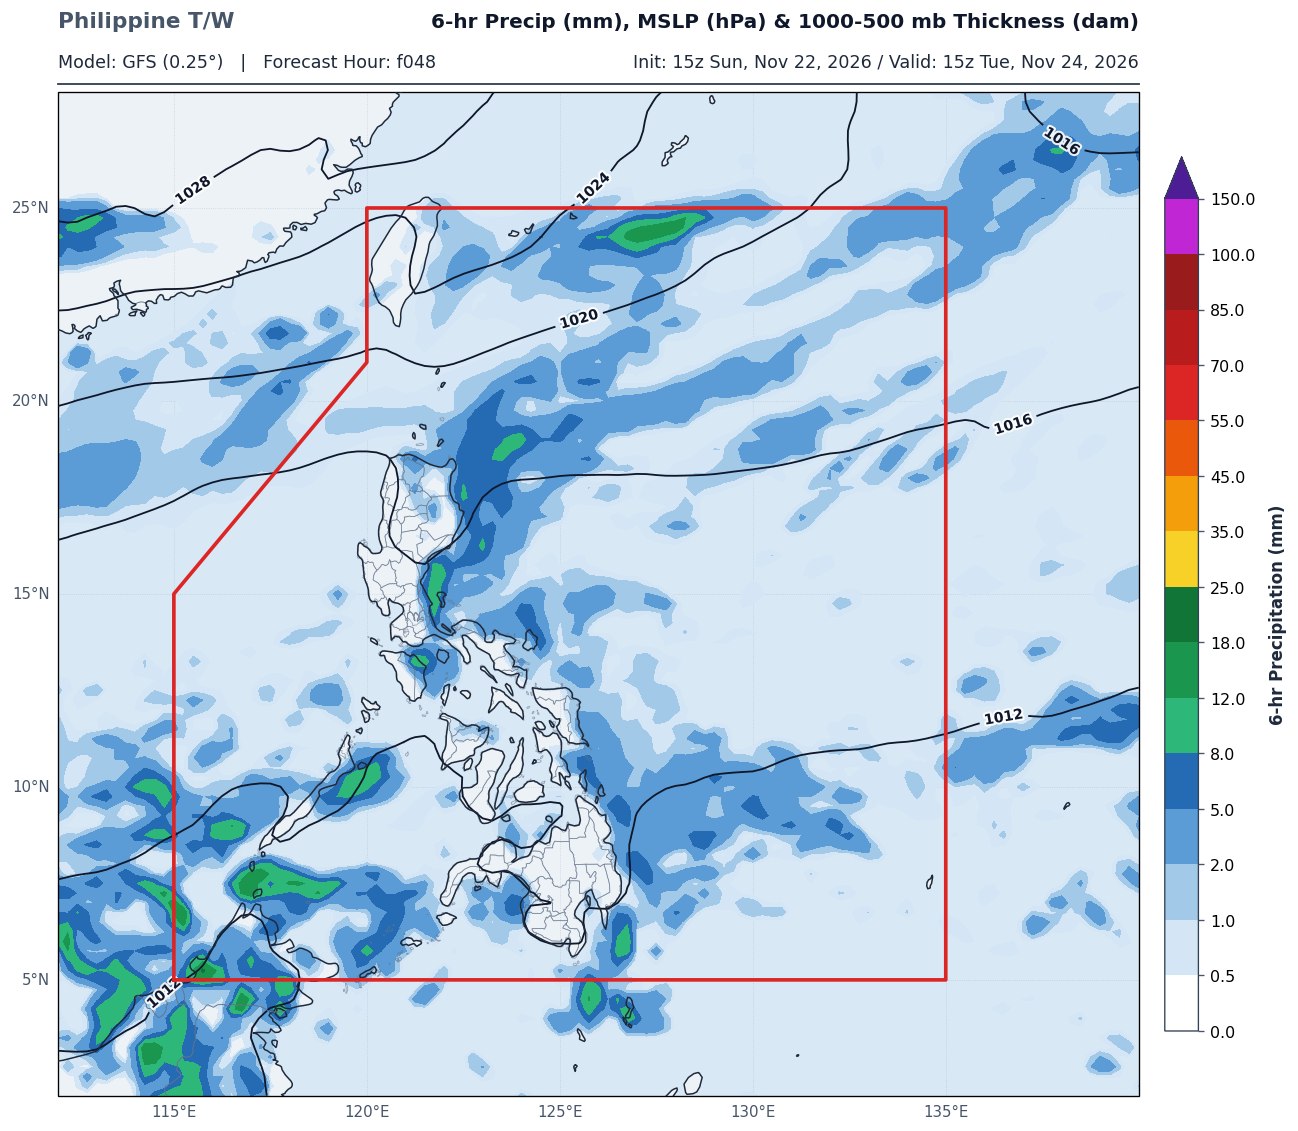 Philippine T/W
6-hr Precip (mm), MSLP (hPa) & 1000-500 mb Thickness (dam)
Model: GFS (0.25°) | Forecast Hour: f048
Init: 15z Sun, Nov 22, 2026 / Valid: 15z Tue, Nov 24, 2026
1016
1028
1024
1020
1016
1012
1012
25°N
20°N
15°N
10°N
5°N
115°E
120°E
125°E
130°E
135°E
150.0
100.0
85.0
70.0
55.0
45.0
35.0
25.0
18.0
12.0
8.0
5.0
2.0
1.0
0.5
0.0
6-hr Precipitation (mm)